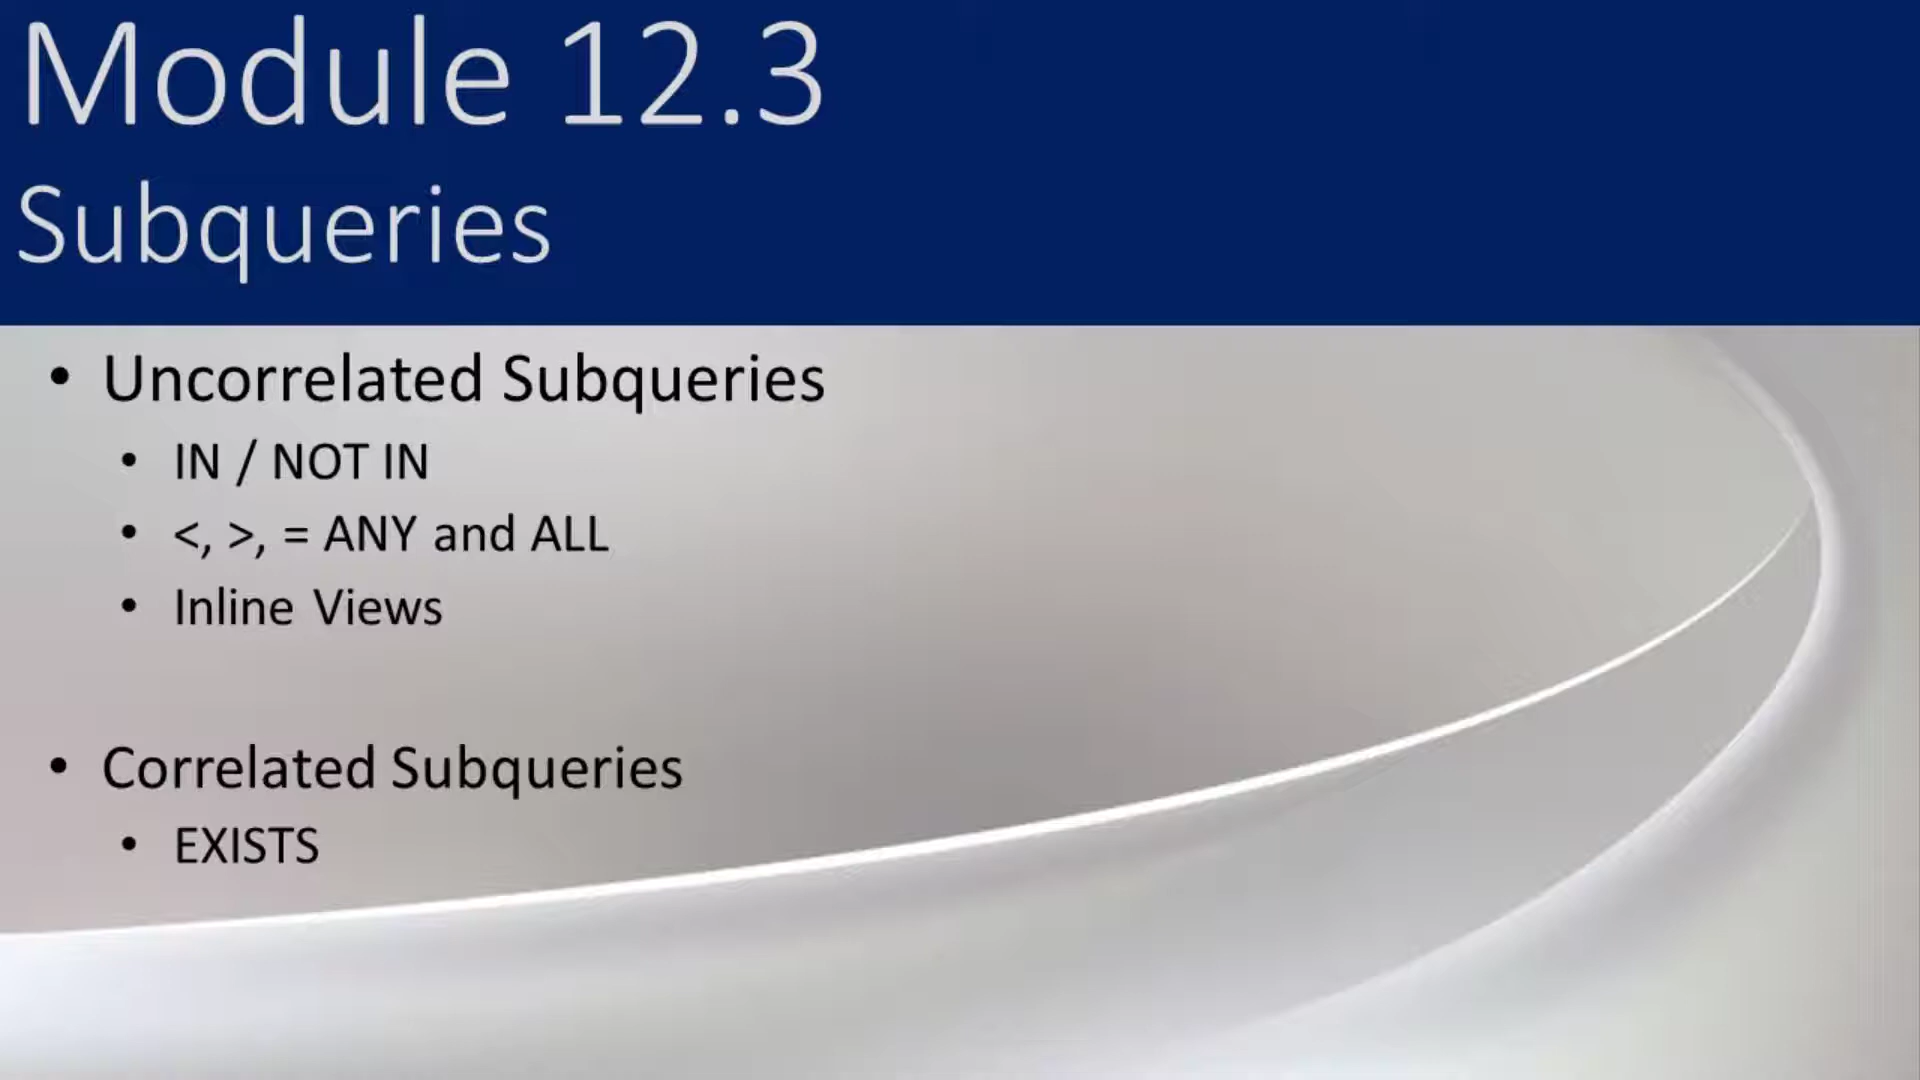 Module 12.3
Subqueries
• Uncorrelated Subqueries
• IN / NOT IN
• <, >, = ANY and ALL
• Inline Views
• Correlated Subqueries
• EXISTS